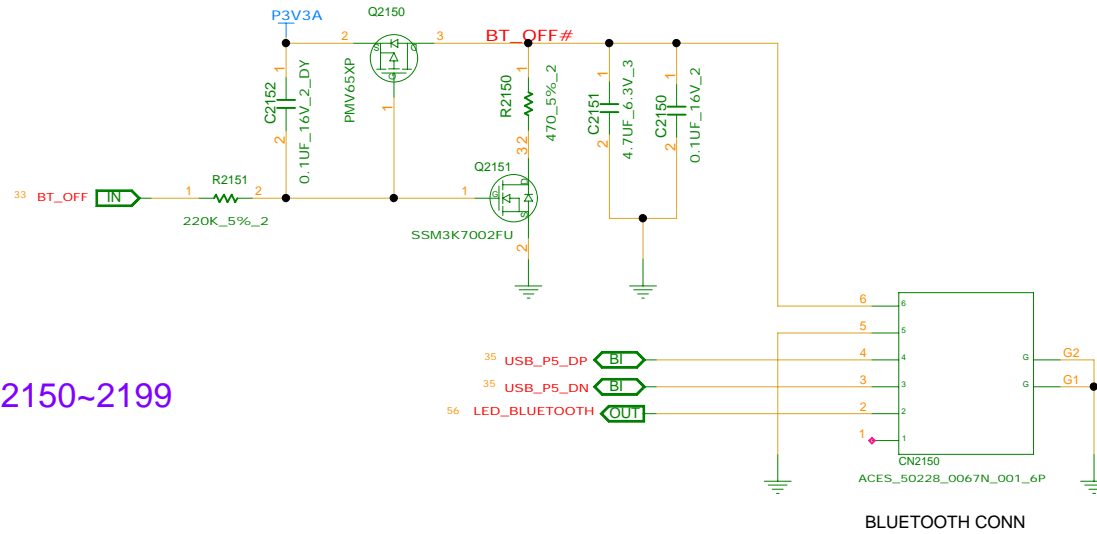 P3V3A
Q2150
2
3
BT_OFF#
S
D
G
1
PMV65XP
1
C2152
2
0.1UF_16V_2_DY
1
R2150
2
470_5%_2
1
C2151
2
4.7UF_6.3V_3
1
C2150
2
0.1UF_16V_2
33 BT_OFF IN
1
R2151
2
220K_5%_2
Q2151
3
1
G
D
S
2
SSM3K7002FU
2150~2199
6
6
5
5
35 USB_P5_DP BI
4
4
G
G2
35 USB_P5_DN BI
3
3
G
G1
56 LED_BLUETOOTH OUT
2
2
1
1
CN2150
ACES_50228_0067N_001_6P
BLUETOOTH CONN